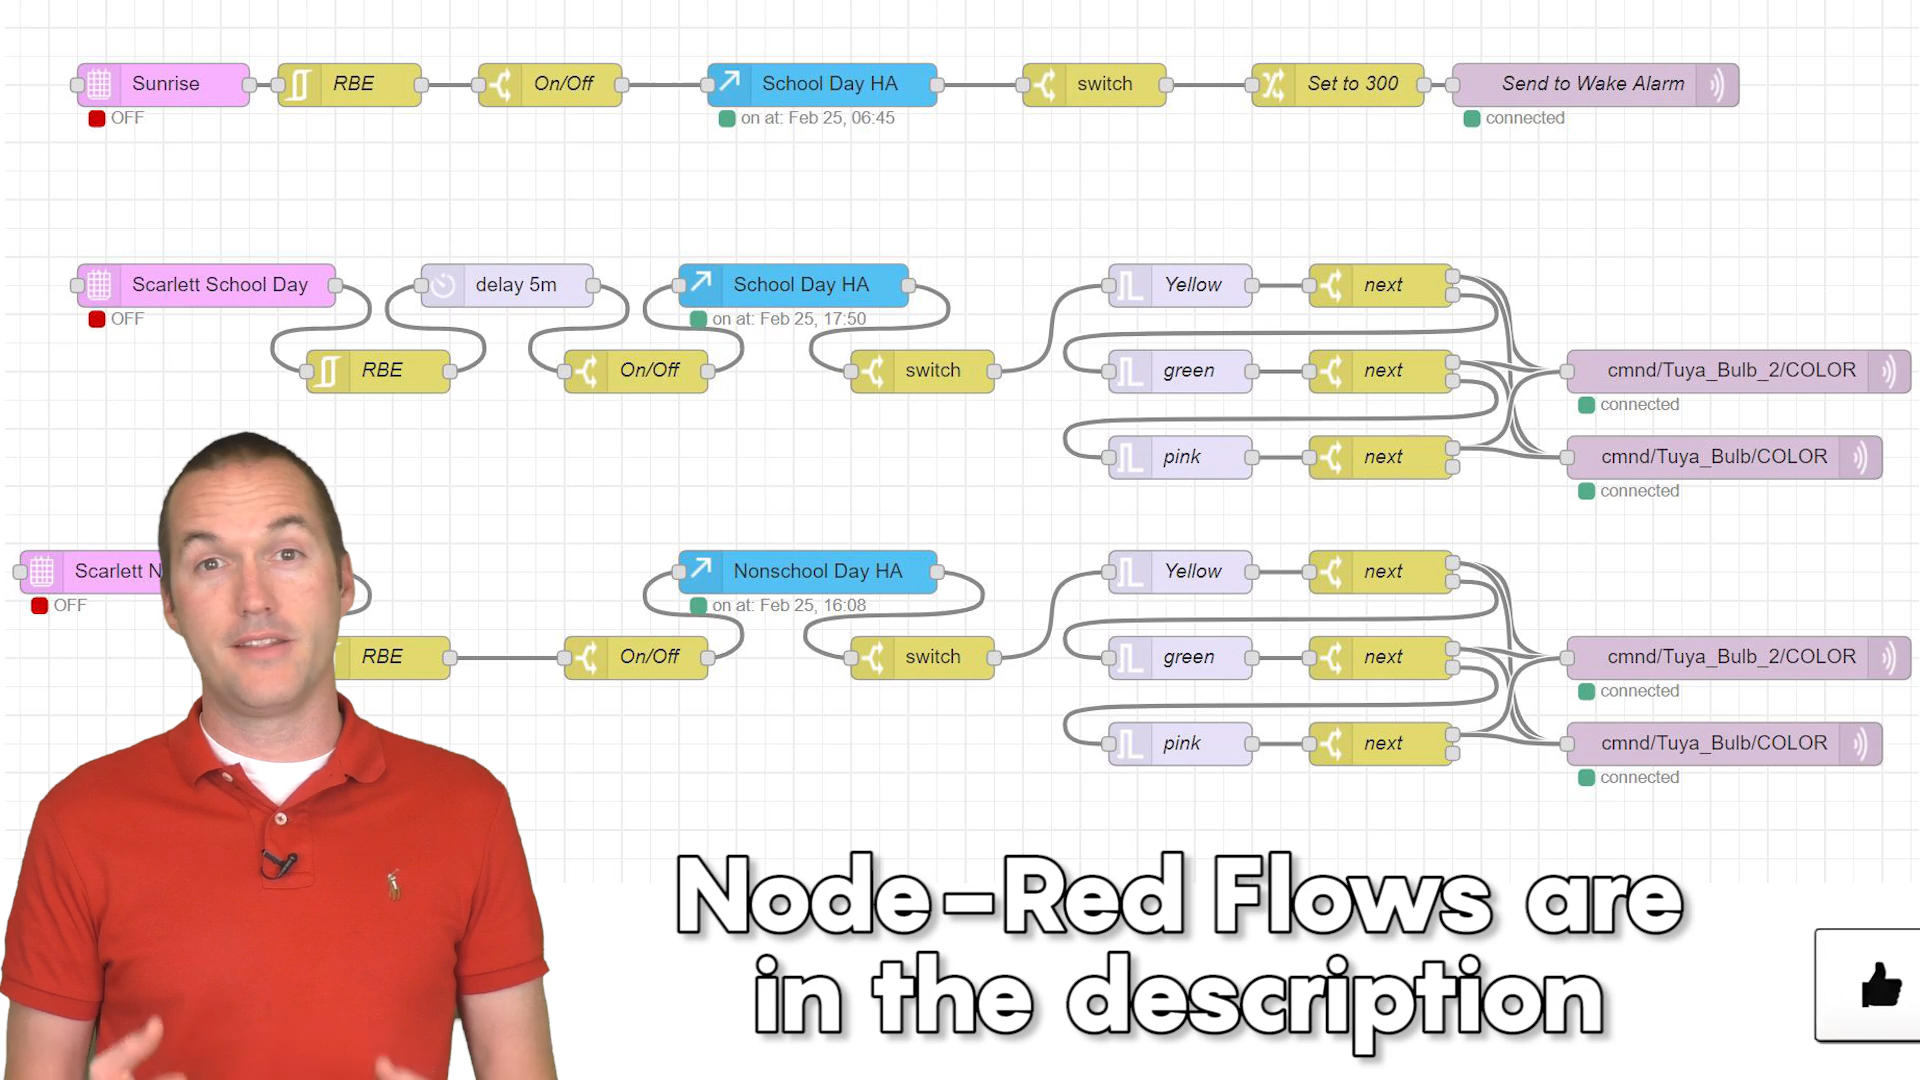 Sunrise
RBE
On/Off
School Day HA
switch
Set to 300
Send to Wake Alarm
OFF
on at: Feb 25, 06:45
connected
Scarlett School Day
delay 5m
School Day HA
Yellow
next
OFF
on at: Feb 25, 17:50
RBE
On/Off
switch
green
next
cmnd/Tuya_Bulb_2/COLOR
connected
pink
next
cmnd/Tuya_Bulb/COLOR
connected
Scarlett N
Nonschool Day HA
Yellow
next
OFF
on at: Feb 25, 16:08
RBE
On/Off
switch
green
next
cmnd/Tuya_Bulb_2/COLOR
connected
pink
next
cmnd/Tuya_Bulb/COLOR
connected
Node-Red Flows are
in the description